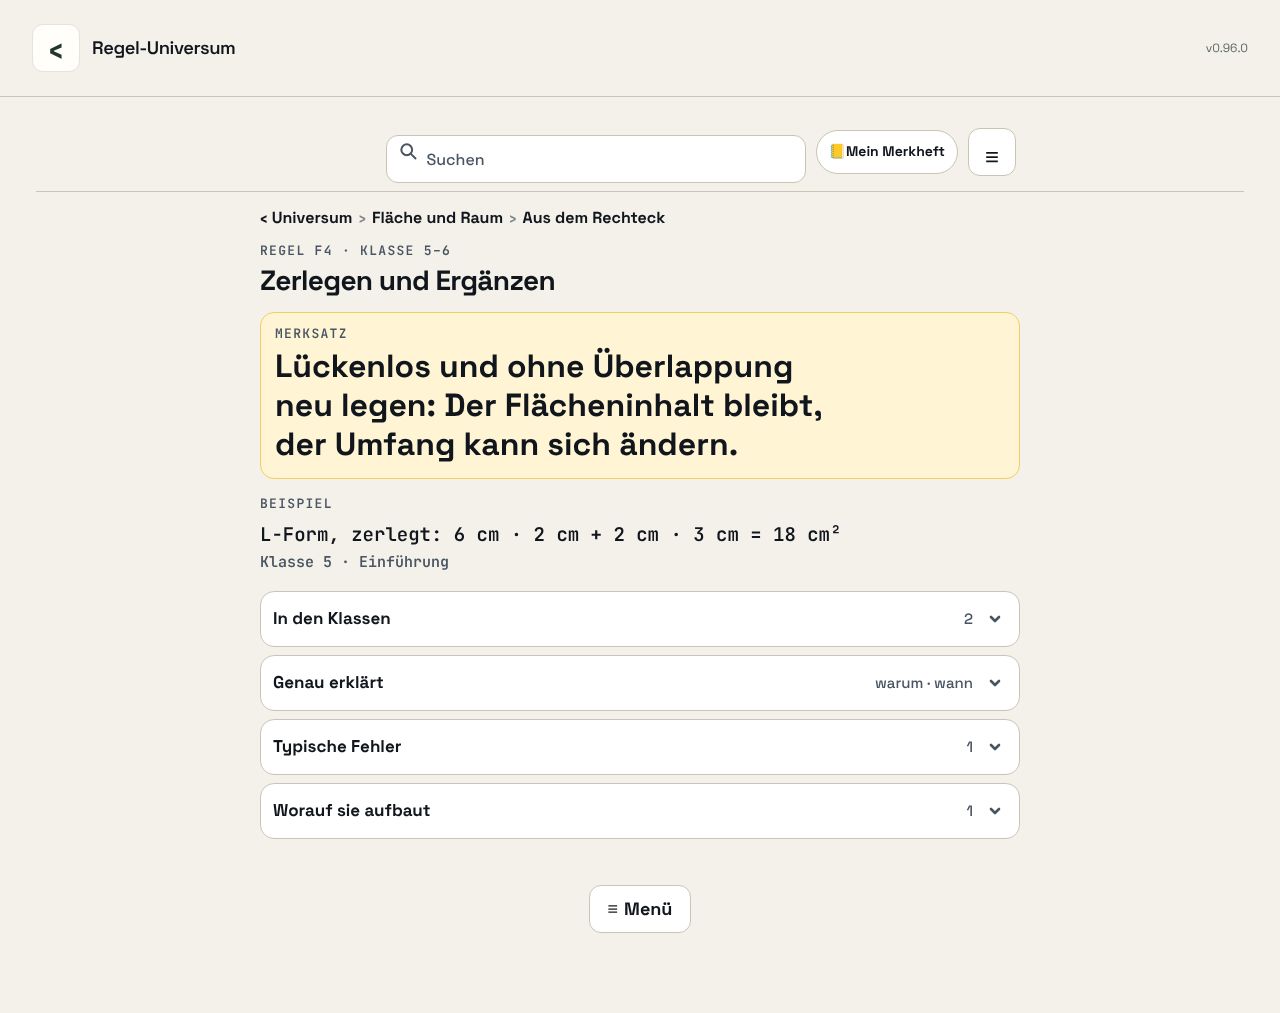 < Regel-Universum
v0.96.0
Suchen
📒Mein Merkheft
≡
< Universum > Fläche und Raum > Aus dem Rechteck
REGEL F4 · KLASSE 5–6
Zerlegen und Ergänzen
MERKSATZ
Lückenlos und ohne Überlappung
neu legen: Der Flächeninhalt bleibt,
der Umfang kann sich ändern.
BEISPIEL
L-Form, zerlegt: 6 cm · 2 cm + 2 cm · 3 cm = 18 cm²
Klasse 5 · Einführung
In den Klassen 2
Genau erklärt warum · wann
Typische Fehler 1
Worauf sie aufbaut 1
≡ Menü